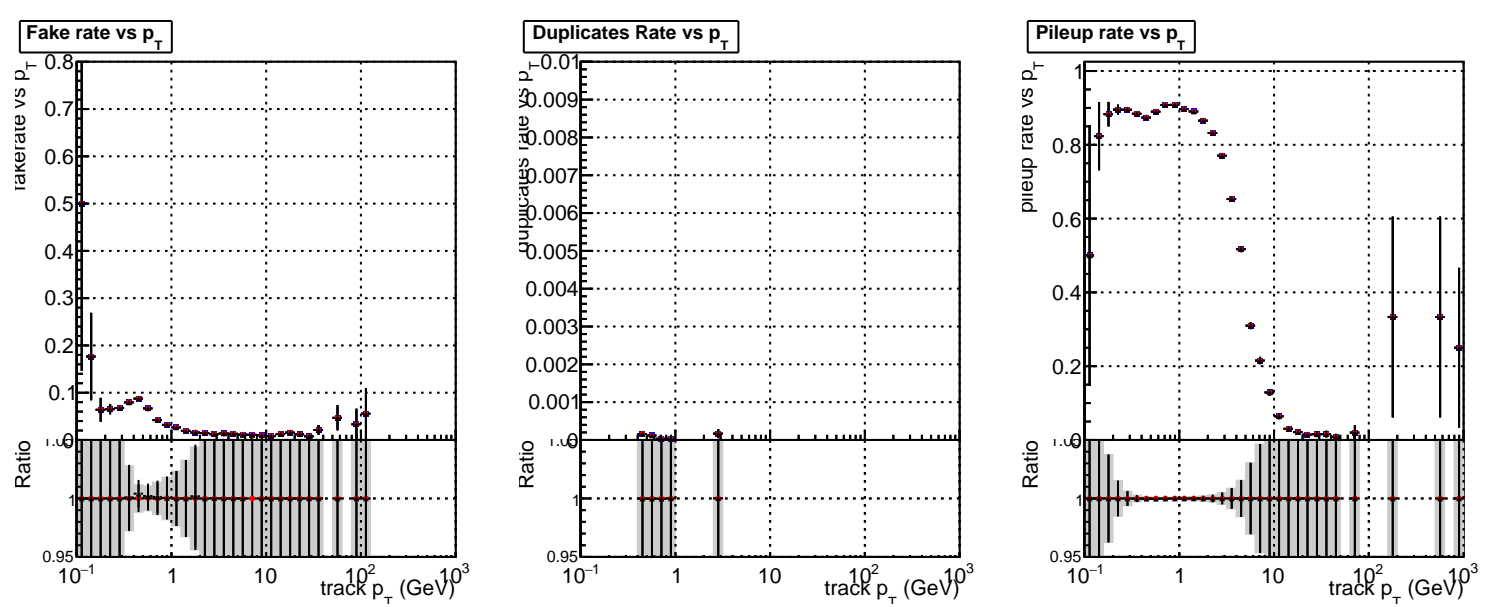 Fake rate vs p_T
fakerate vs p_T
0.8
0.7
0.6
0.5
0.4
0.3
0.2
0.1
0
Ratio
1
0.95
10^−1 1 10 10^2 10^3
track p_T (GeV)
Duplicates Rate vs p_T
duplicates rate vs p_T
0.01
0.009
0.008
0.007
0.006
0.005
0.004
0.003
0.002
0.001
0
Ratio
1
0.95
10^−1 1 10 10^2 10^3
track p_T (GeV)
Pileup rate vs p_T
pileup rate vs p_T
1
0.8
0.6
0.4
0.2
0
Ratio
1
0.95
10^−1 1 10 10^2 10^3
track p_T (GeV)